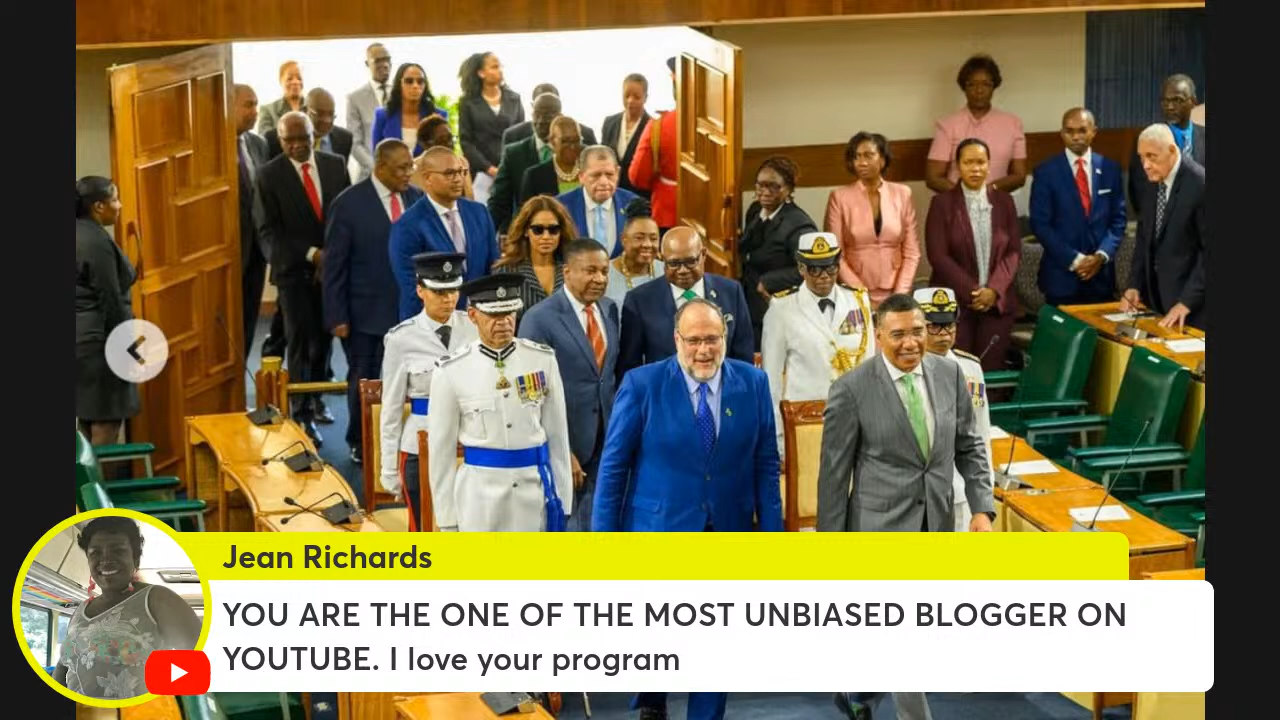 Jean Richards
YOU ARE THE ONE OF THE MOST UNBIASED BLOGGER ON
YOUTUBE. I love your program